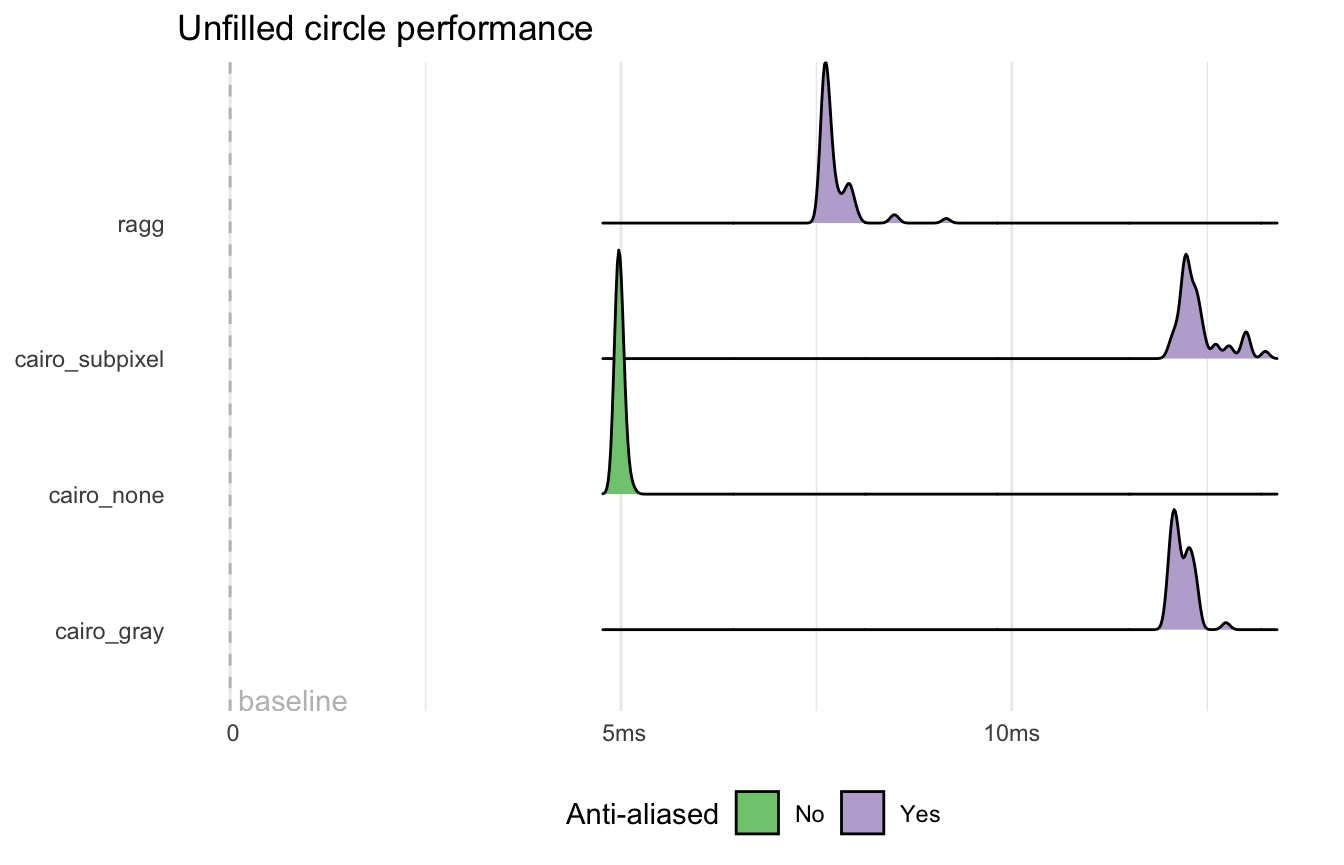 Unfilled circle performance
ragg
cairo_subpixel
cairo_none
cairo_gray
baseline
0 5ms 10ms
Anti-aliased No Yes